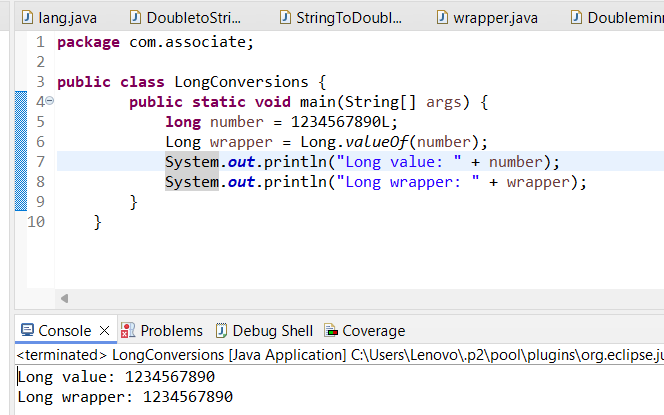 lang.java DoubletoStri... StringToDoubl... wrapper.java Doubleminn
1 package com.associate;
2
3 public class LongConversions {
4 public static void main(String[] args) {
5 long number = 1234567890L;
6 Long wrapper = Long.valueOf(number);
7 System.out.println("Long value: " + number);
8 System.out.println("Long wrapper: " + wrapper);
9 }
10 }
Console Problems Debug Shell Coverage
<terminated> LongConversions [Java Application] C:\Users\Lenovo\.p2\pool\plugins\org.eclipse.ju
Long value: 1234567890
Long wrapper: 1234567890